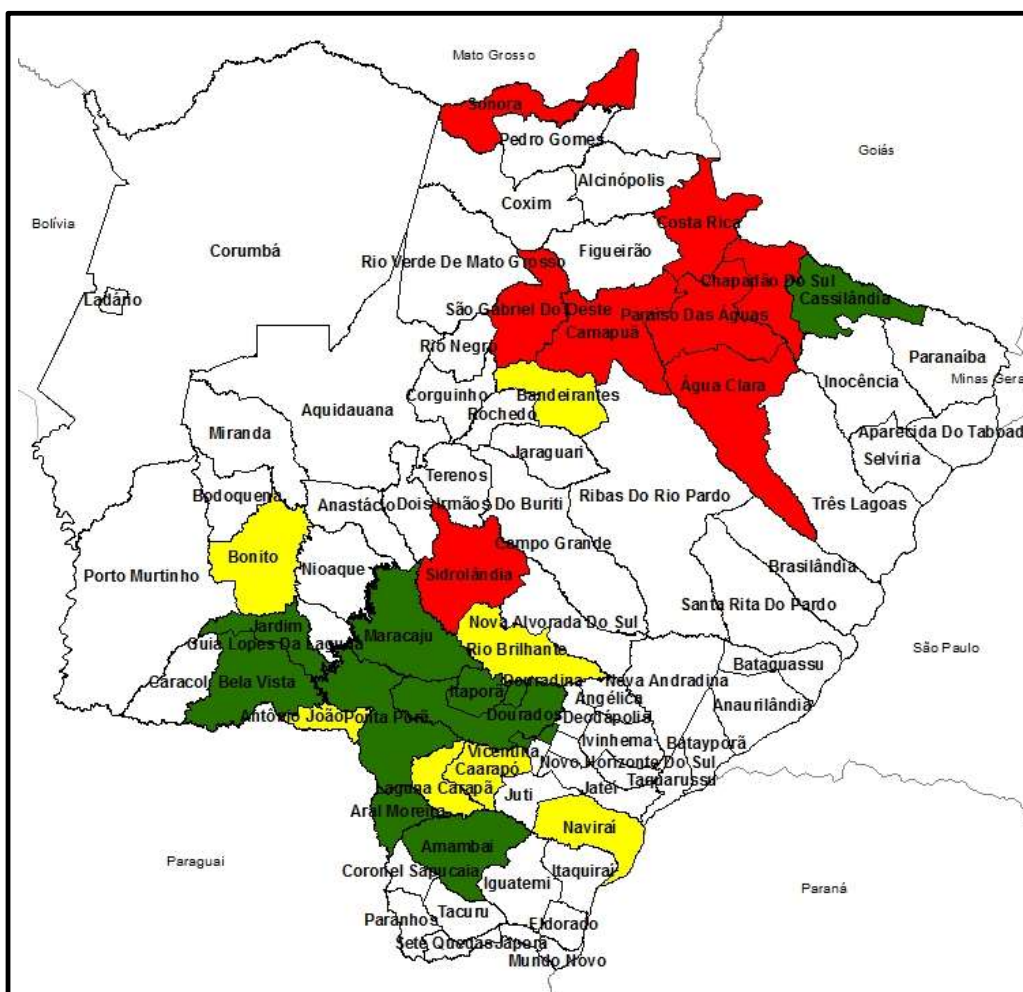 Mato Grosso
Sonora
Pedro Gomes
Goiás
Alcinópolis
Coxim
Costa Rica
Bolívia
Corumbá
Figueirão
Rio Verde De Mato Grosso
Chapadão Do Sul
Ladário
Cassilândia
São Gabriel Do Oeste
Paraíso Das Águas
Camapuã
Rio Negro
Paranaíba
Água Clara
Inocência
Minas Gera
Corguinho
Bandeirantes
Aquidauana
Rochedo
Miranda
Aparecida Do Taboad
Jaraguari
Selvíria
Terenos
Bodoquena
Anastácio
Dois Irmãos Do Buriti
Ribas Do Rio Pardo
Três Lagoas
Campo Grande
Bonito
Nioaque
Brasilândia
Porto Murtinho
Sidrolândia
Santa Rita Do Pardo
Nova Alvorada Do Sul
Jardim
Maracaju
Guia Lopes Da Laguna
Rio Brilhante
São Paulo
Bataguassu
Caracol
Bela Vista
Douradina
Nova Andradina
Itaporã
Angélica
Anaurilândia
Antônio João
Ponta Porã
Dourados
Deodápolis
Ivinhema
Batayporã
Vicentina
Novo Horizonte Do Sul
Caarapó
Taquarussu
Laguna Carapã
Juti
Jateí
Aral Moreira
Naviraí
Amambai
Paraguai
Coronel Sapucaia
Itaquiraí
Iguatemi
Paraná
Tacuru
Paranhos
Eldorado
Sete Quedas
Japorã
Mundo Novo